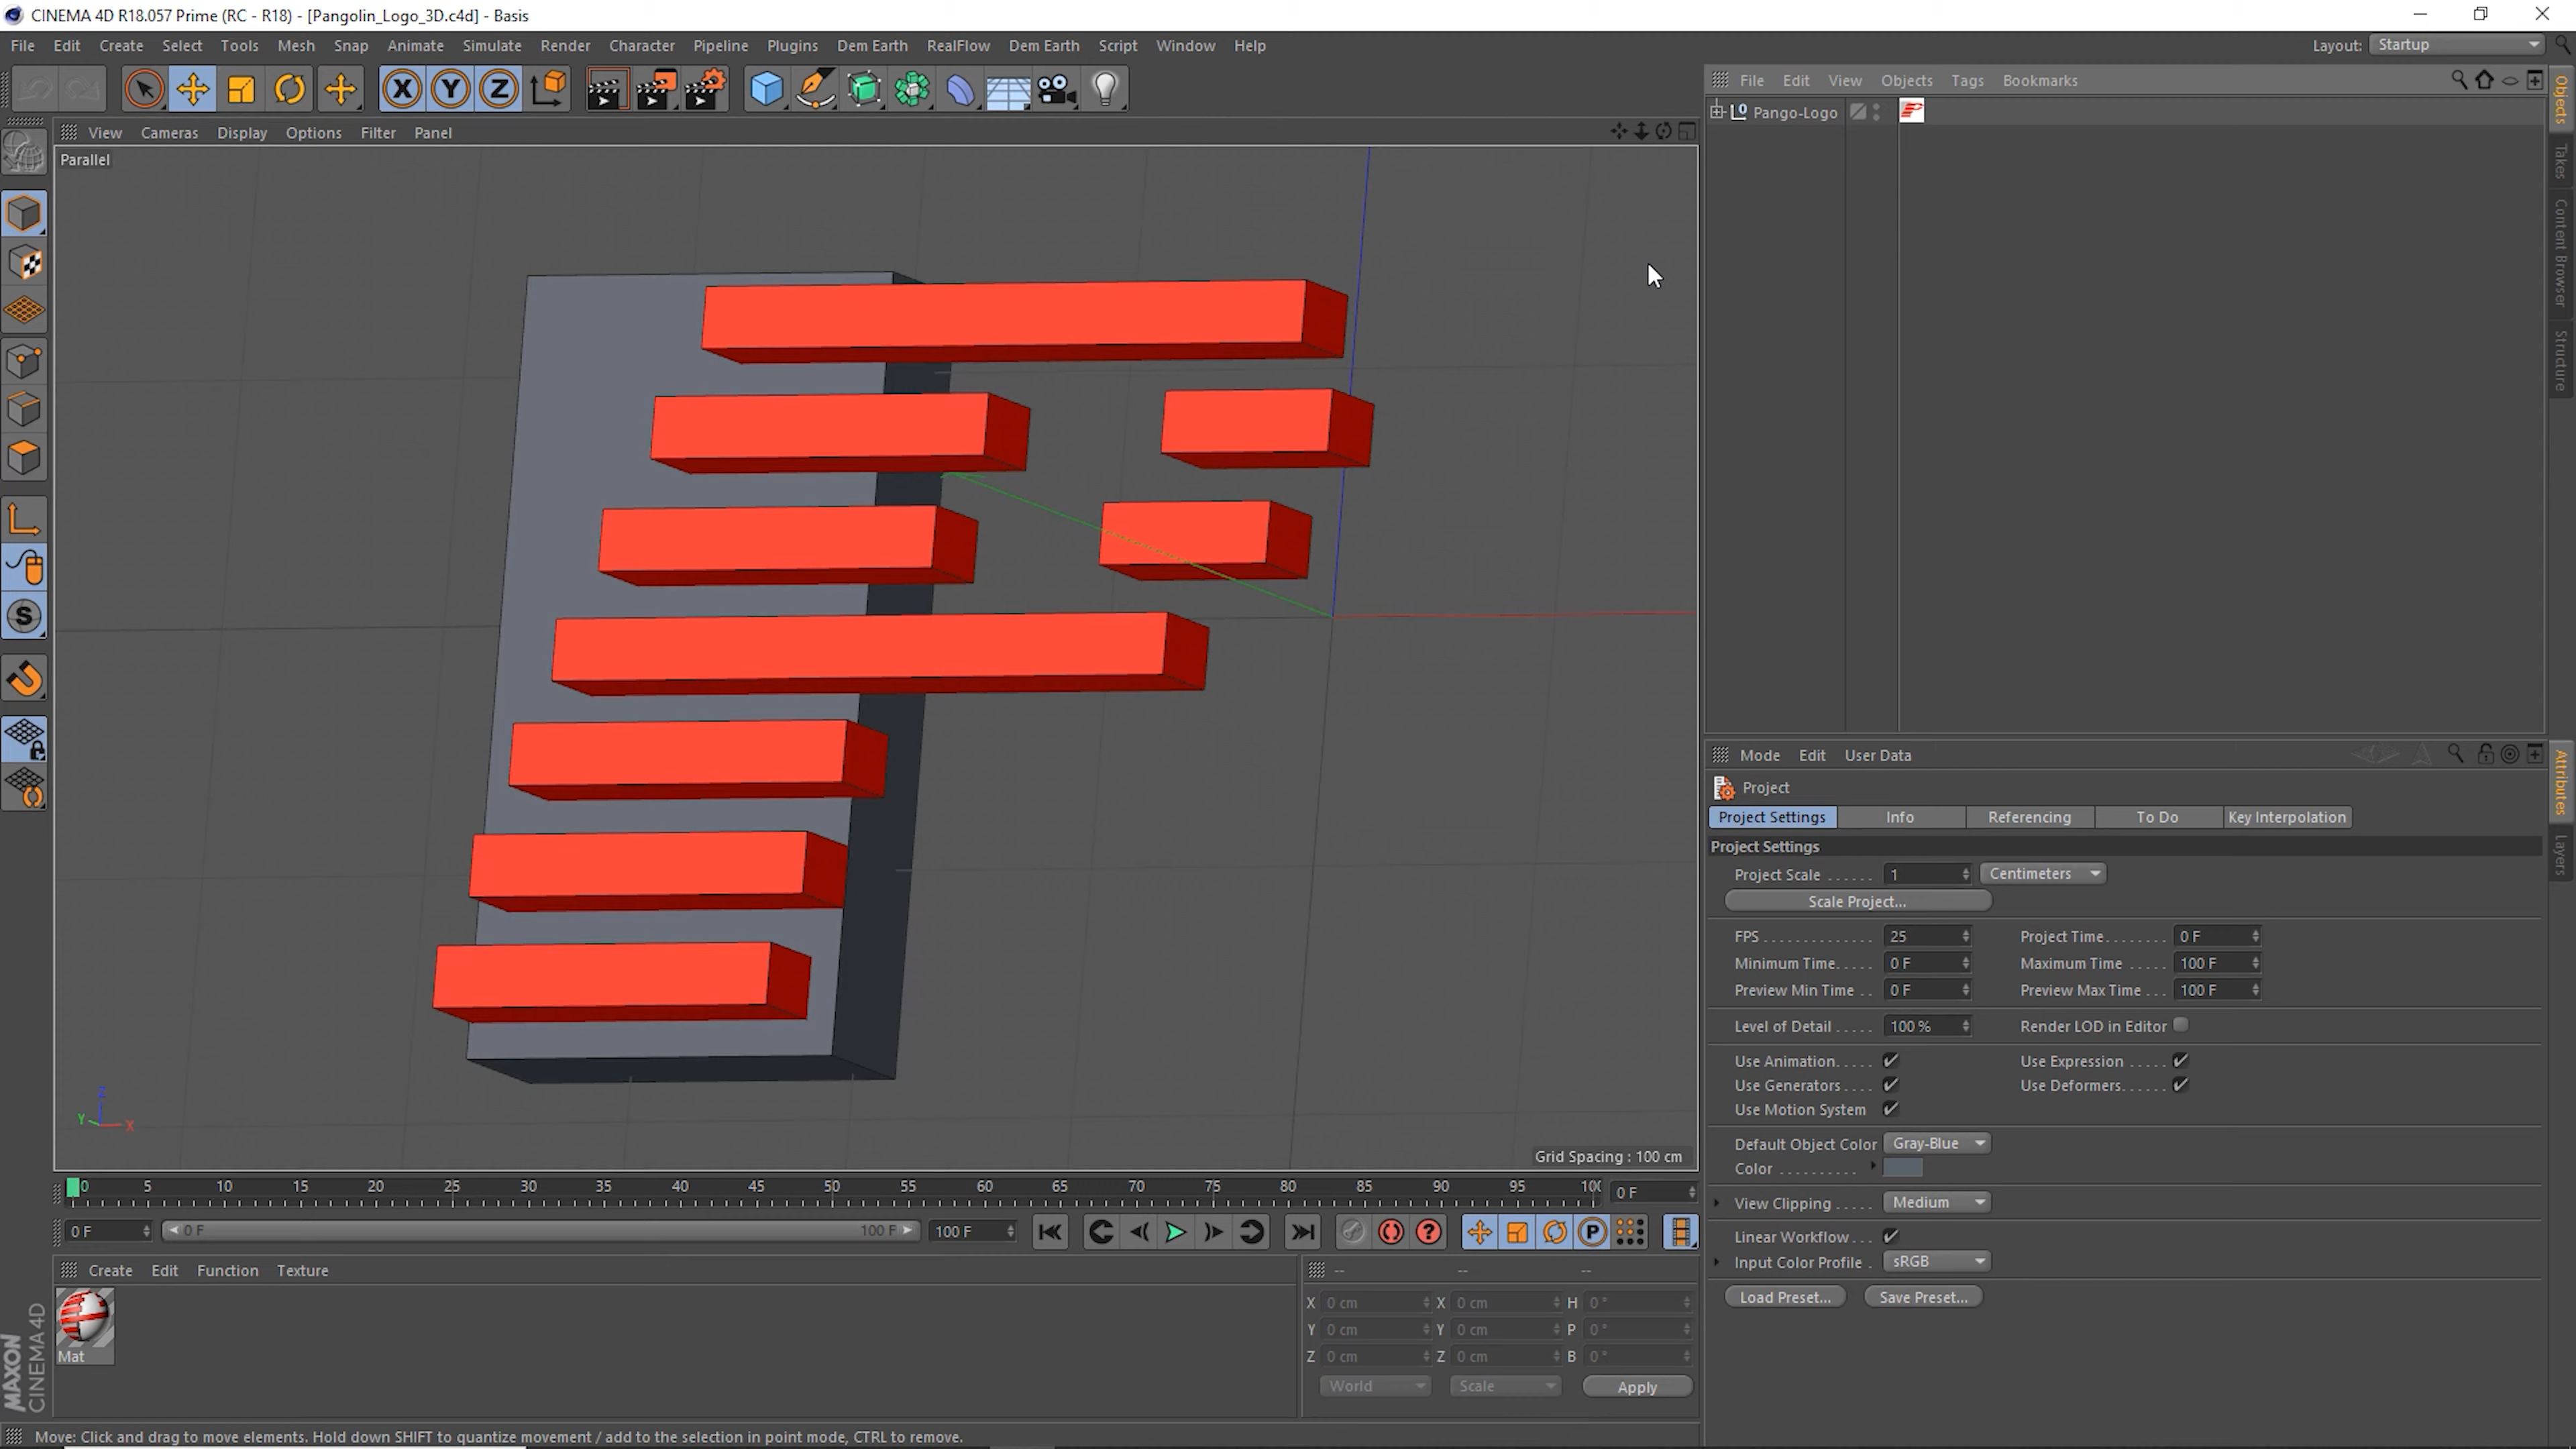 CINEMA 4D R18.057 Prime (RC - R18) - [Pangolin_Logo_3D.c4d] - Basis
File Edit Create Select Tools Mesh Snap Animate Simulate Render Character Pipeline Plugins Dem Earth RealFlow Dem Earth Script Window Help
Layout: Startup
X Y Z
File Edit View Objects Tags Bookmarks
Pango-Logo
Objects
Takes
Content Browser
Structure
View Cameras Display Options Filter Panel
Parallel
Y Z X
Grid Spacing : 100 cm
Mode Edit User Data
Project
Attributes
Layers
Project Settings Info Referencing To Do Key Interpolation
Project Settings
Project Scale ...... 1 Centimeters
Scale Project...
FPS .............. 25 Project Time........ 0 F
Minimum Time..... 0 F Maximum Time ..... 100 F
Preview Min Time .. 0 F Preview Max Time ... 100 F
Level of Detail ..... 100 % Render LOD in Editor
Use Animation..... Use Expression .....
Use Generators .... Use Deformers......
Use Motion System
Default Object Color Gray-Blue
Color ..........
View Clipping ..... Medium
Linear Workflow ...
Input Color Profile . sRGB
Load Preset... Save Preset...
0 5 10 15 20 25 30 35 40 45 50 55 60 65 70 75 80 85 90 95 100 0 F
0 F 0 F 100 F 100 F ? P
Create Edit Function Texture
-- -- --
Mat
X 0 cm X 0 cm H 0 °
Y 0 cm Y 0 cm P 0 °
Z 0 cm Z 0 cm B 0 °
World Scale Apply
MAXON
CINEMA 4D
Move: Click and drag to move elements. Hold down SHIFT to quantize movement / add to the selection in point mode, CTRL to remove.